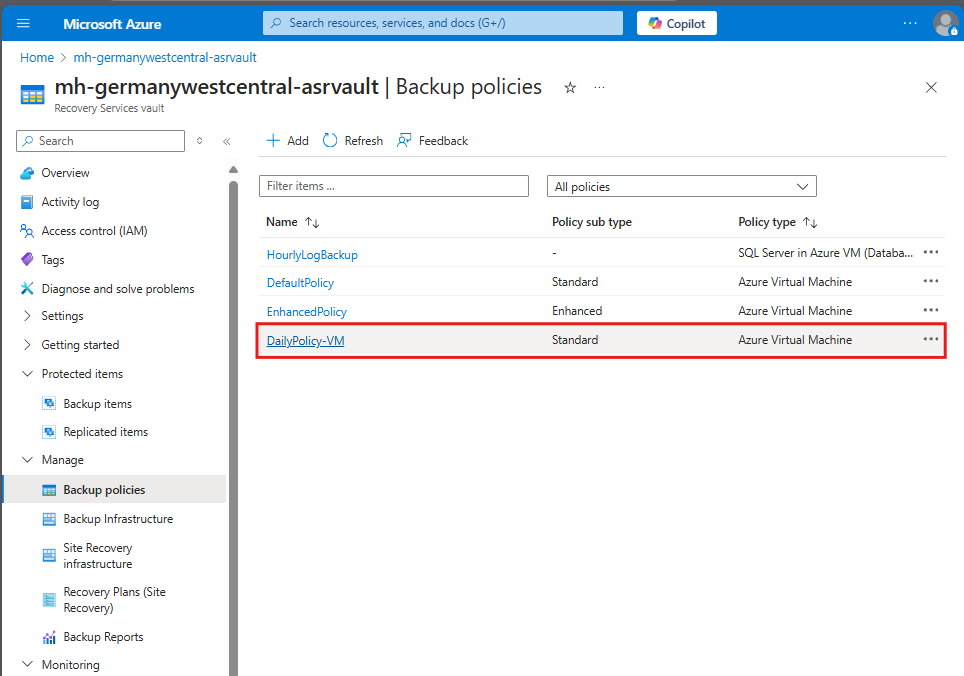 Microsoft Azure
Search resources, services, and docs (G+/)
Copilot
Home > mh-germanywestcentral-asrvault
mh-germanywestcentral-asrvault | Backup policies
Recovery Services vault
Search
Overview
Activity log
Access control (IAM)
Tags
Diagnose and solve problems
Settings
Getting started
Protected items
Backup items
Replicated items
Manage
Backup policies
Backup Infrastructure
Site Recovery
infrastructure
Recovery Plans (Site
Recovery)
Backup Reports
Monitoring
Add Refresh Feedback
Filter items ...
All policies
Name Policy sub type Policy type
HourlyLogBackup - SQL Server in Azure VM (Databa...
DefaultPolicy Standard Azure Virtual Machine
EnhancedPolicy Enhanced Azure Virtual Machine
DailyPolicy-VM Standard Azure Virtual Machine